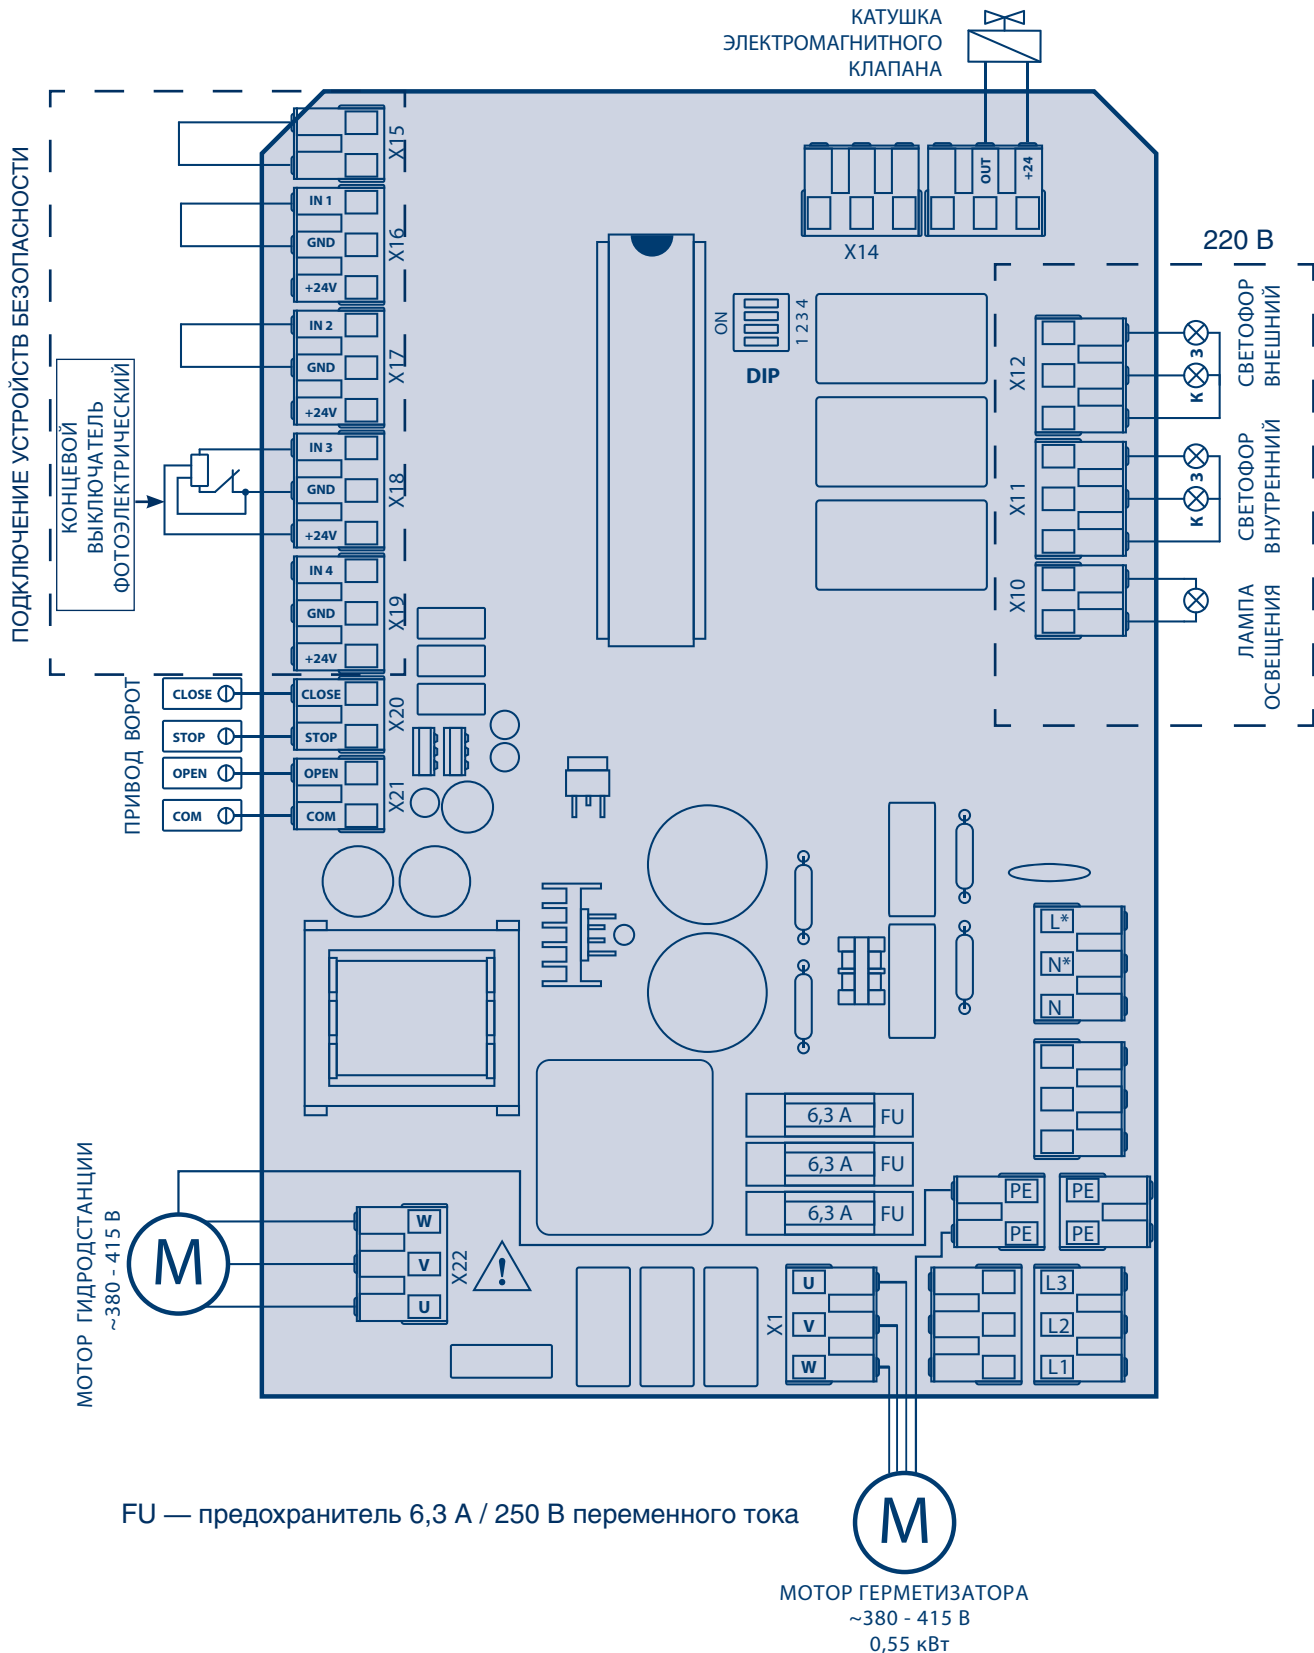 КАТУШКА
ЭЛЕКТРОМАГНИТНОГО
КЛАПАНА
ПОДКЛЮЧЕНИЕ УСТРОЙСТВ БЕЗОПАСНОСТИ
X15
IN 1
GND
+24V
X16
IN 2
GND
+24V
X17
КОНЦЕВОЙ
ВЫКЛЮЧАТЕЛЬ
ФОТОЭЛЕКТРИЧЕСКИЙ
IN 3
GND
+24V
X18
IN 4
GND
+24V
X19
ПРИВОД ВОРОТ
CLOSE
STOP
OPEN
COM
CLOSE
STOP
X20
OPEN
COM
X21
OUT
+24
X14
ON
1 2 3 4
DIP
220 В
X12
З
К
СВЕТОФОР
ВНЕШНИЙ
X11
З
К
СВЕТОФОР
ВНУТРЕННИЙ
X10
ЛАМПА
ОСВЕЩЕНИЯ
L*
N*
N
6,3 A FU
6,3 A FU
6,3 A FU
PE
PE
PE
PE
МОТОР ГИДРОДСТАНЦИИ
~380 - 415 В
M
W
V
U
X22
!
X1
U
V
W
L3
L2
L1
FU — предохранитель 6,3 А / 250 В переменного тока
M
МОТОР ГЕРМЕТИЗАТОРА
~380 - 415 В
0,55 кВт